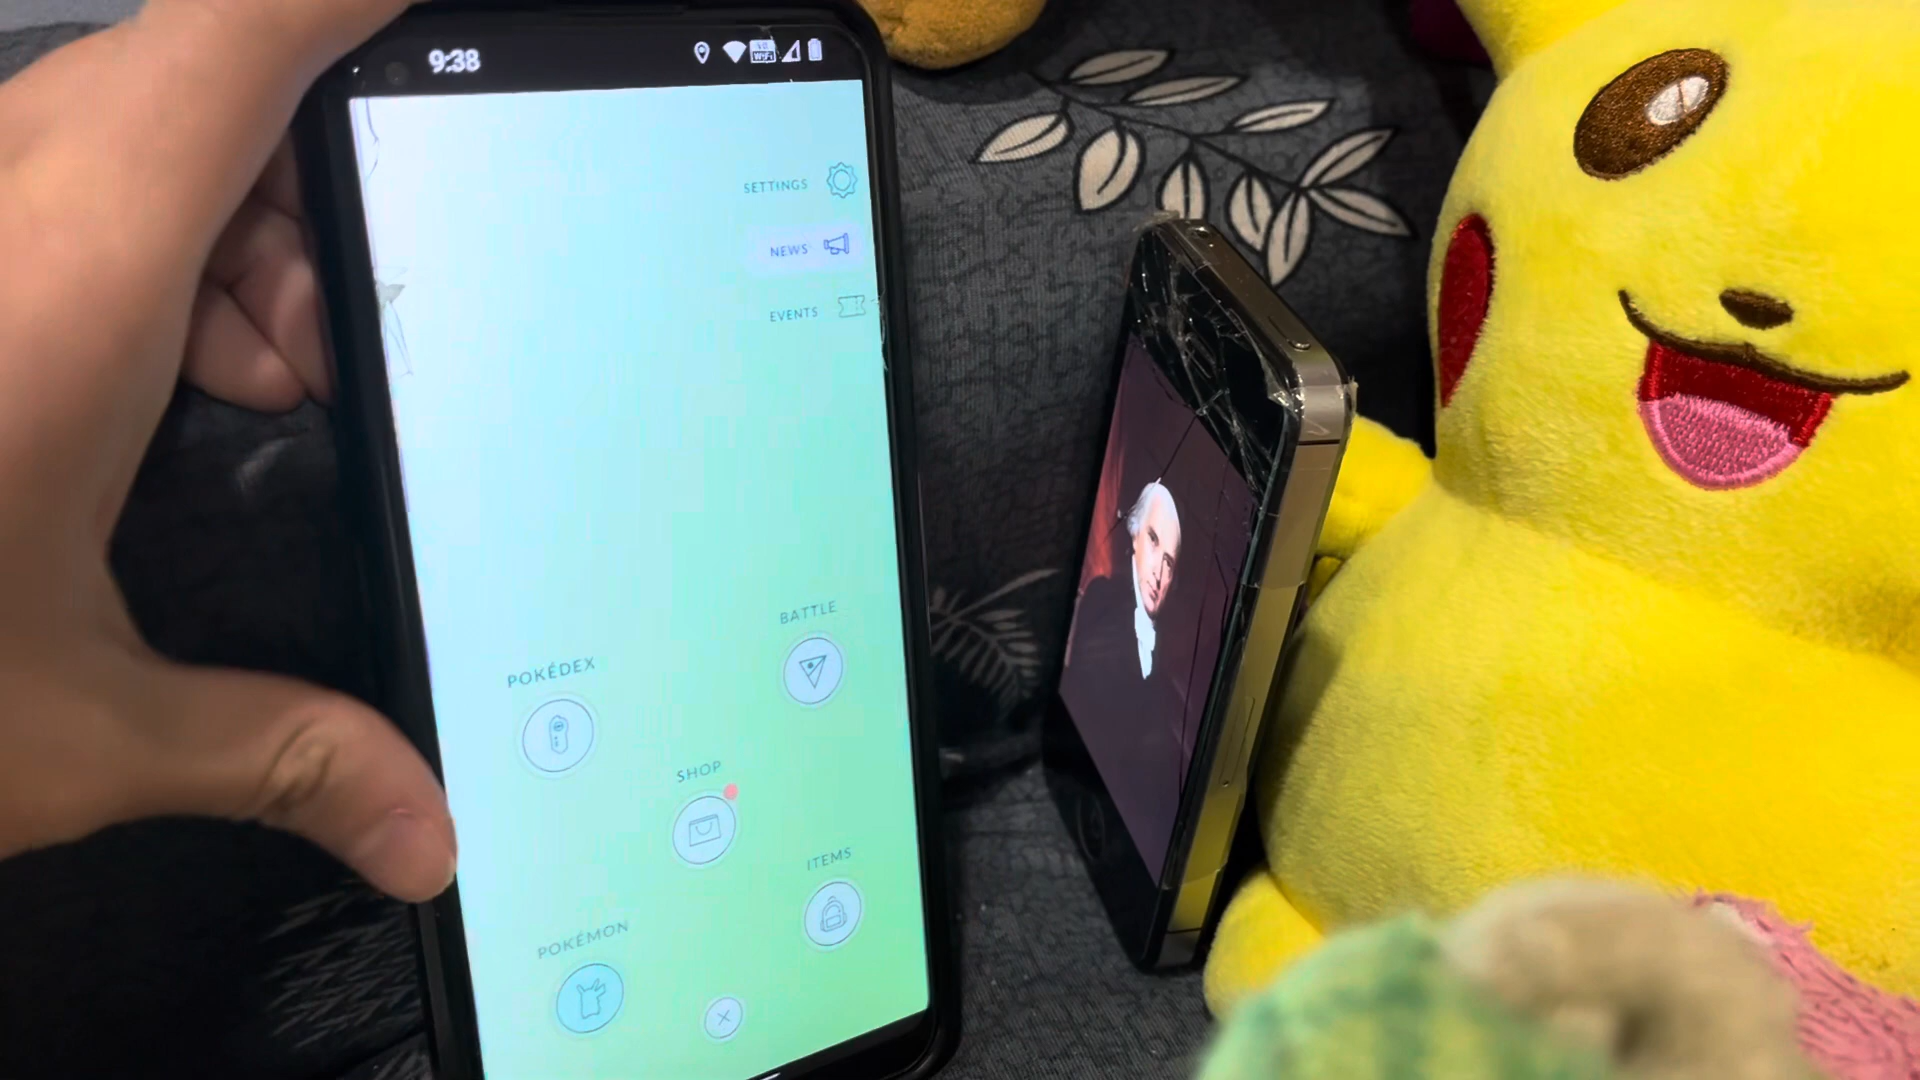 9:38
SETTINGS
NEWS
EVENTS
BATTLE
POKÉDEX
SHOP
ITEMS
POKÉMON